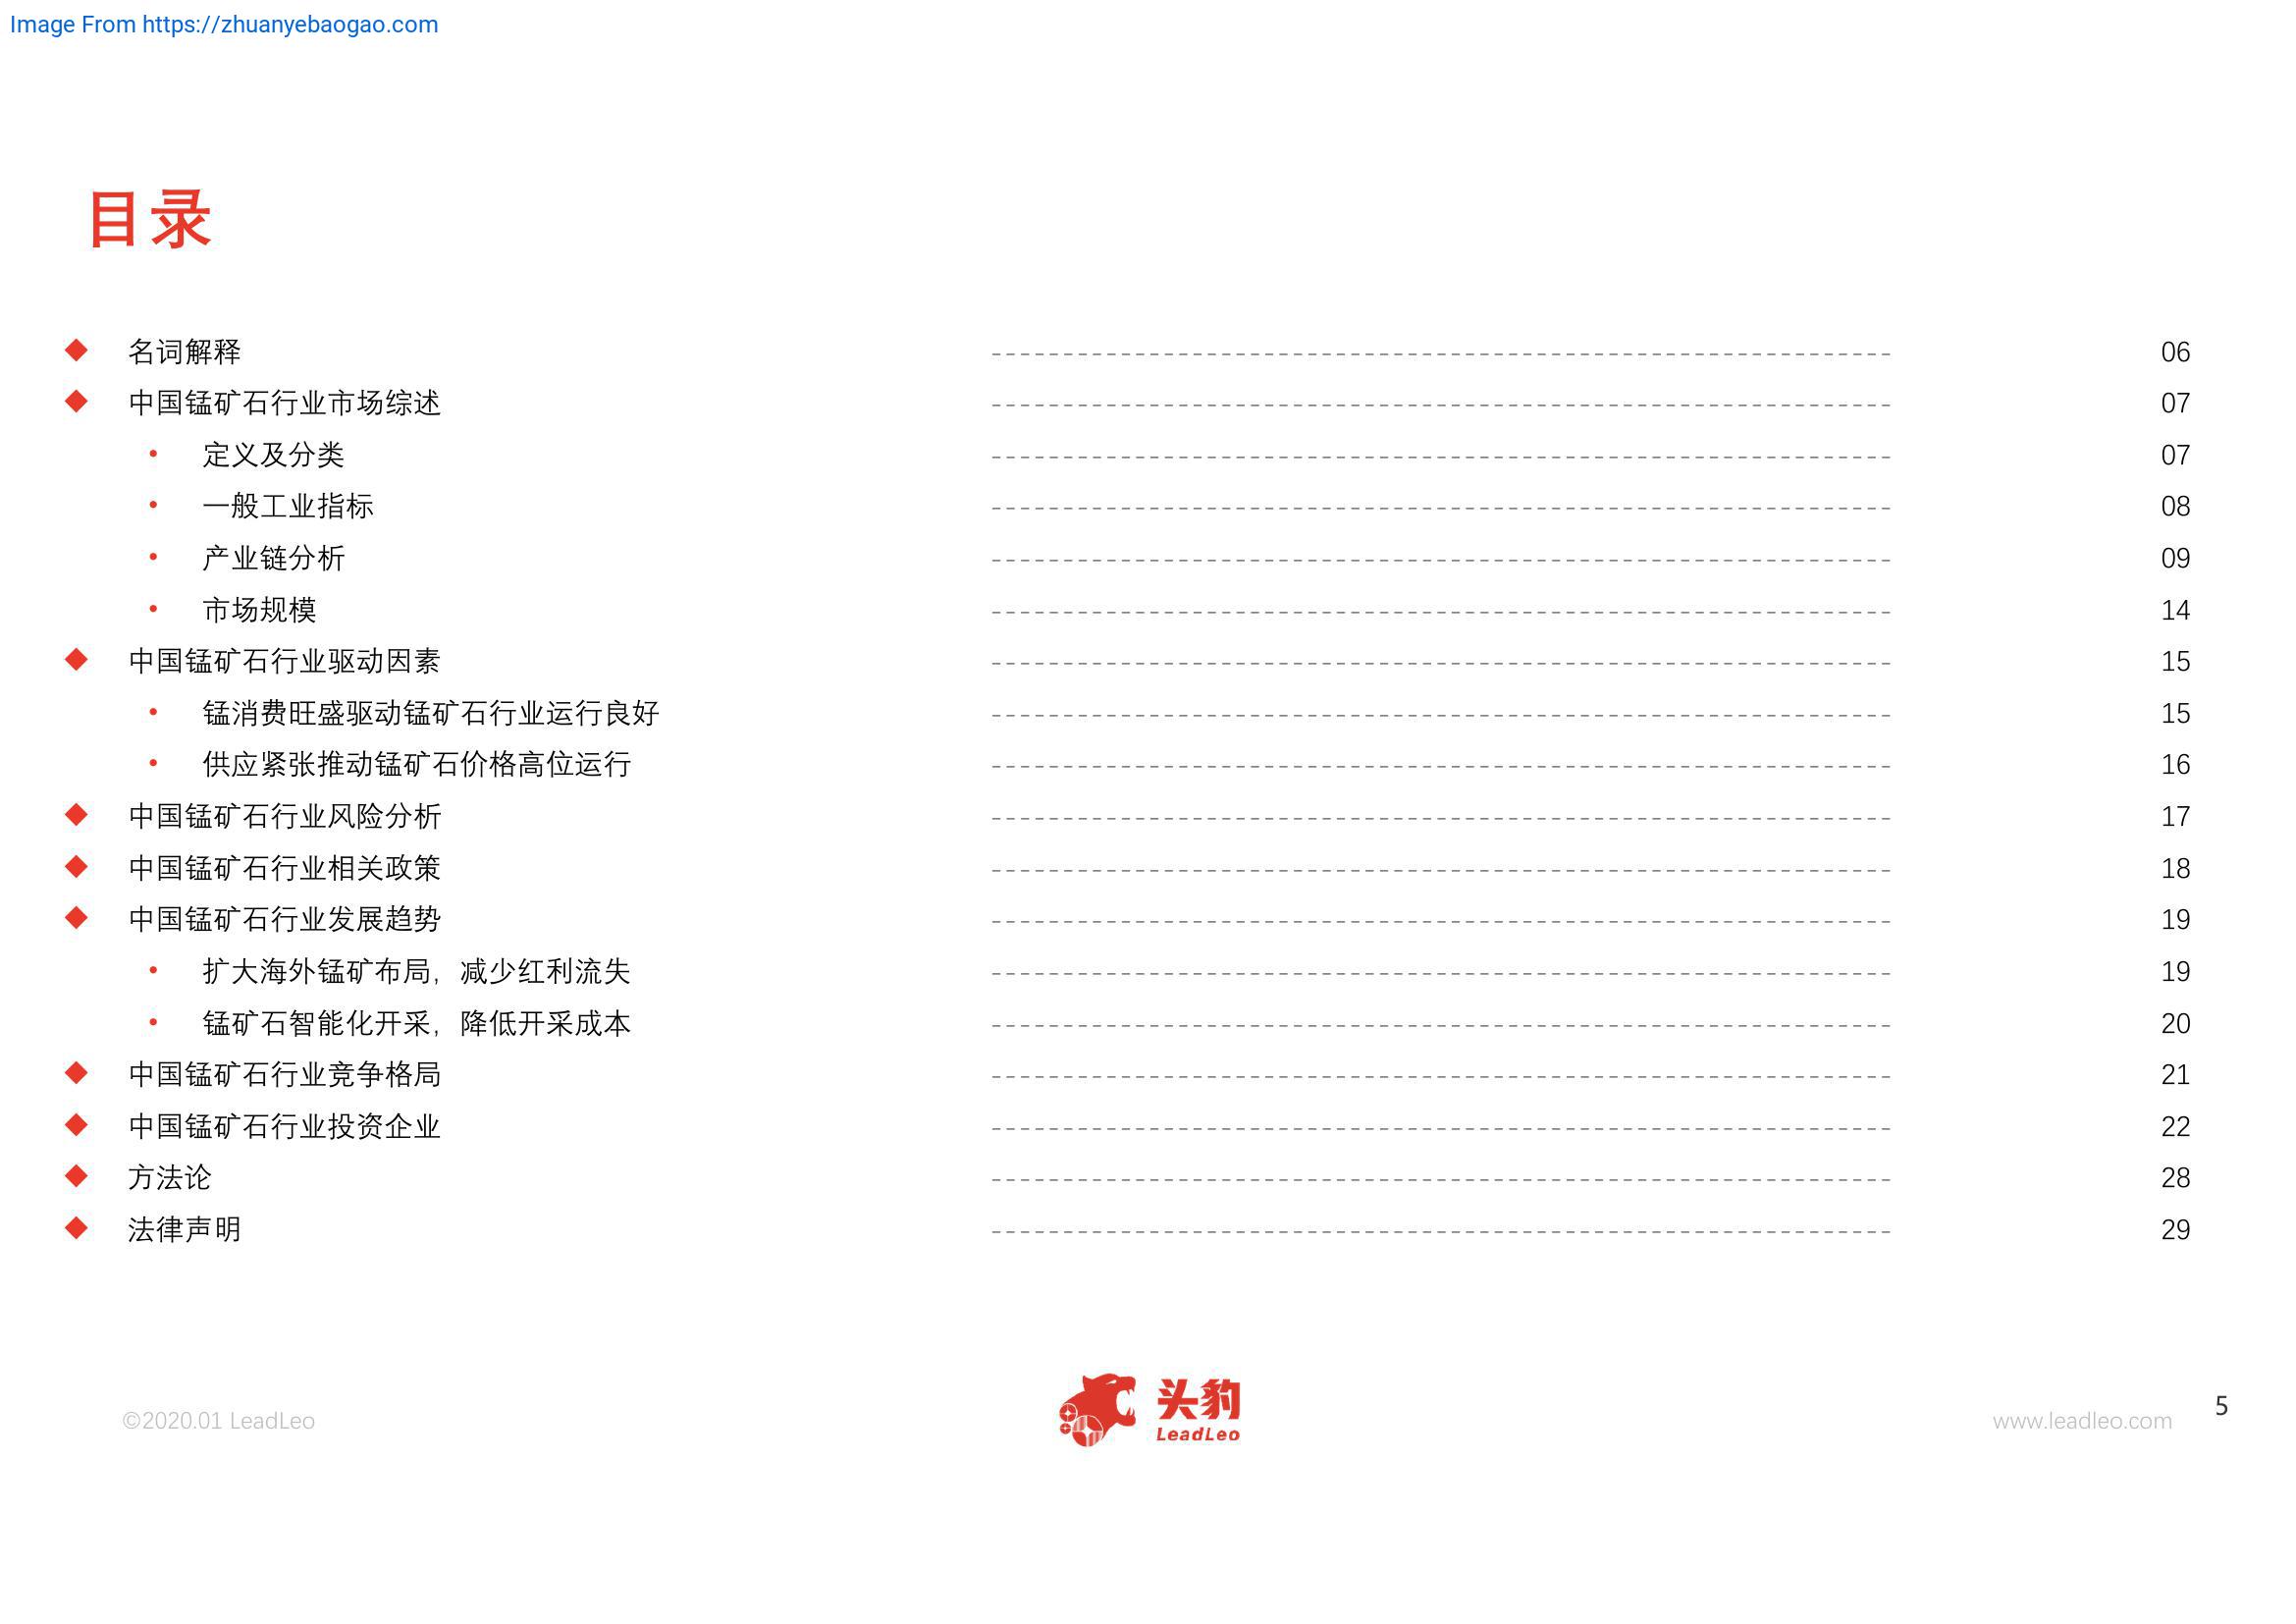 Image From https://zhuanyebaogao.com
目录
◆ 名词解释 06
◆ 中国锰矿石行业市场综述 07
• 定义及分类 07
• 一般工业指标 08
• 产业链分析 09
• 市场规模 14
◆ 中国锰矿石行业驱动因素 15
• 锰消费旺盛驱动锰矿石行业运行良好 15
• 供应紧张推动锰矿石价格高位运行 16
◆ 中国锰矿石行业风险分析 17
◆ 中国锰矿石行业相关政策 18
◆ 中国锰矿石行业发展趋势 19
• 扩大海外锰矿布局，减少红利流失 19
• 锰矿石智能化开采，降低开采成本 20
◆ 中国锰矿石行业竞争格局 21
◆ 中国锰矿石行业投资企业 22
◆ 方法论 28
◆ 法律声明 29
©2020.01 LeadLeo
头豹
LeadLeo
www.leadleo.com
5